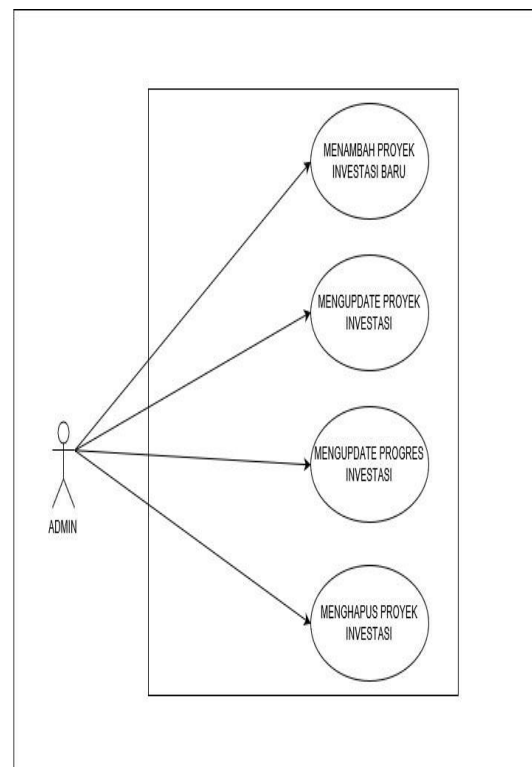 MENAMBAH PROYEK
INVESTASI BARU
MENGUPDATE PROYEK
INVESTASI
MENGUPDATE PROGRES
INVESTASI
ADMIN
MENGHAPUS PROYEK
INVESTASI